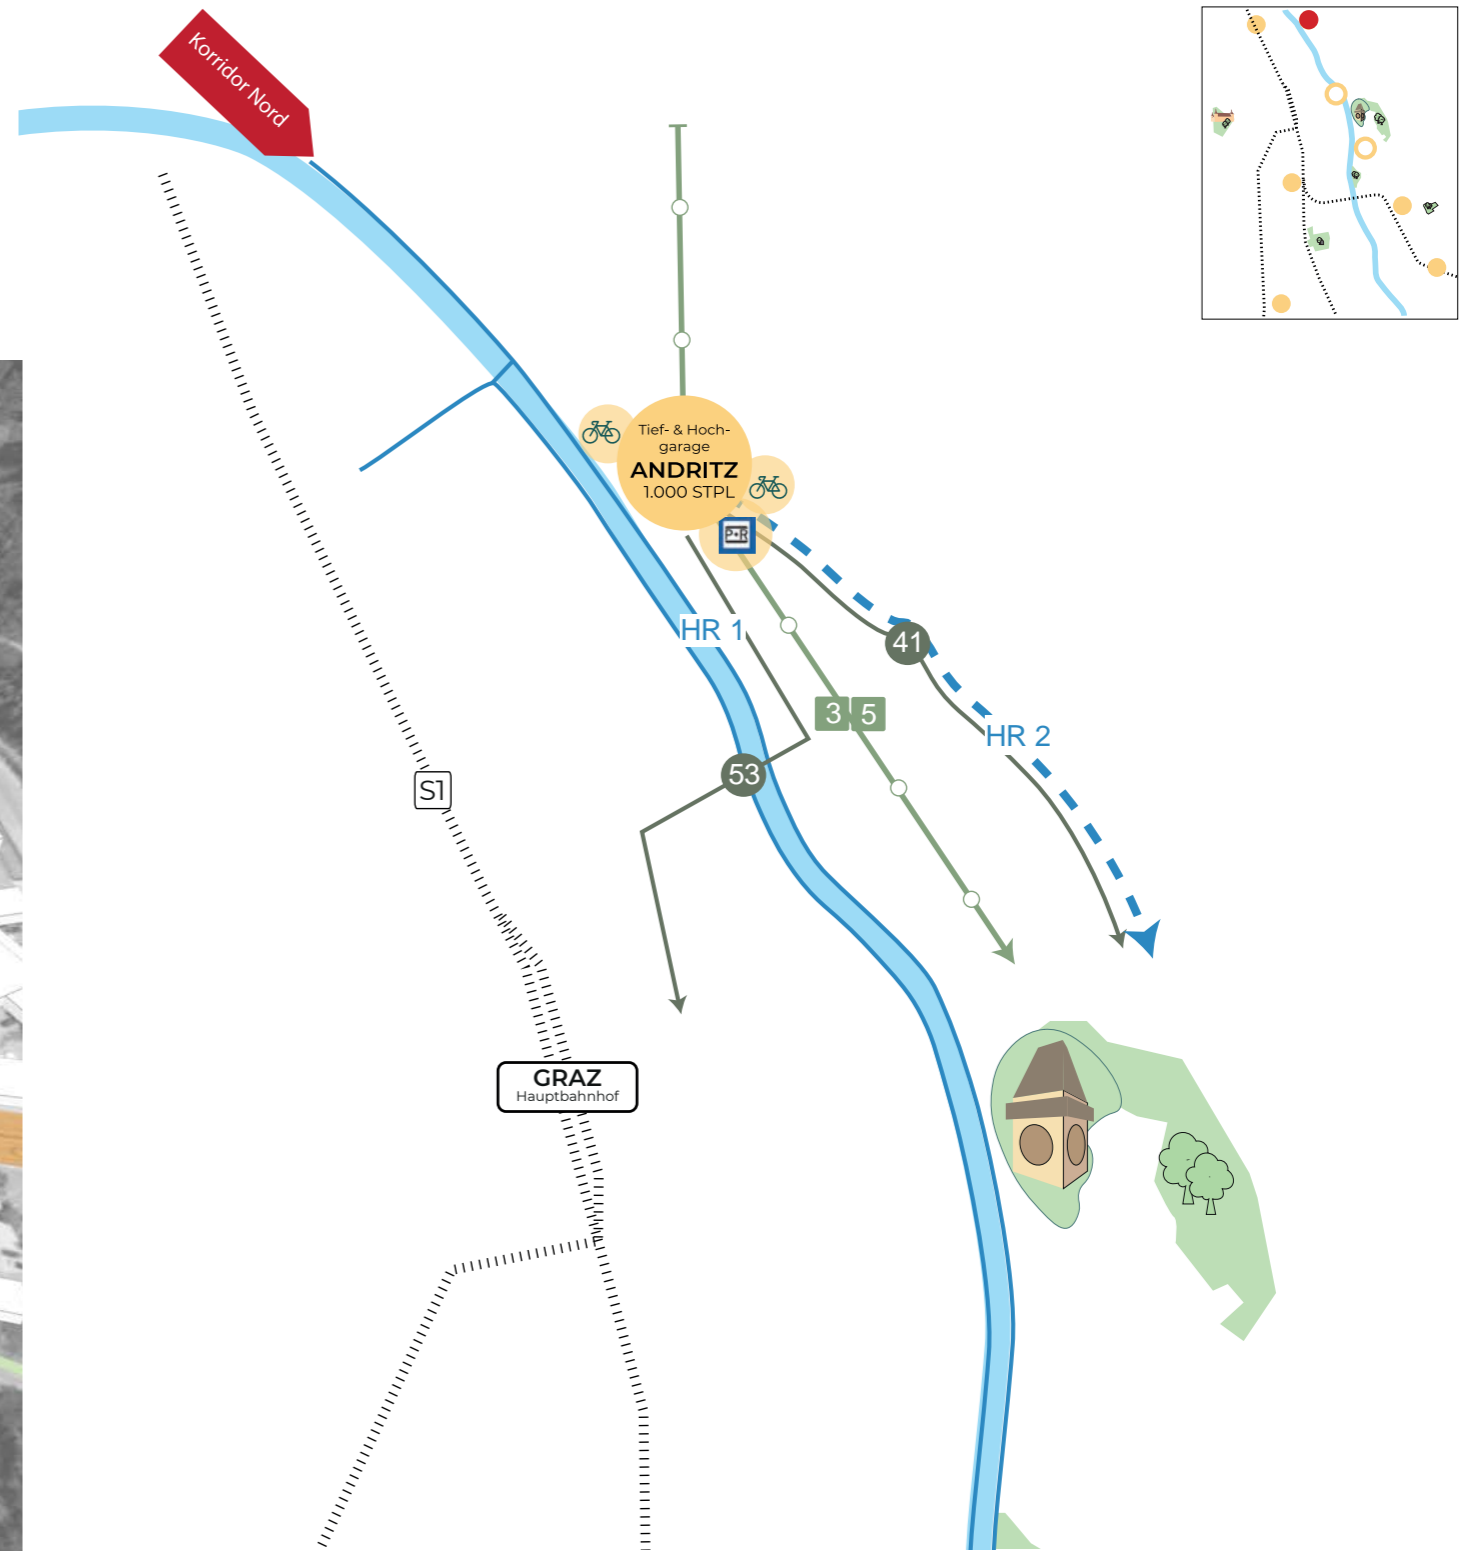 Korridor Nord
Tief- & Hoch-
garage
ANDRITZ
1.000 STPL
P+R
HR 1
41
3 5
HR 2
53
S1
GRAZ
Hauptbahnhof